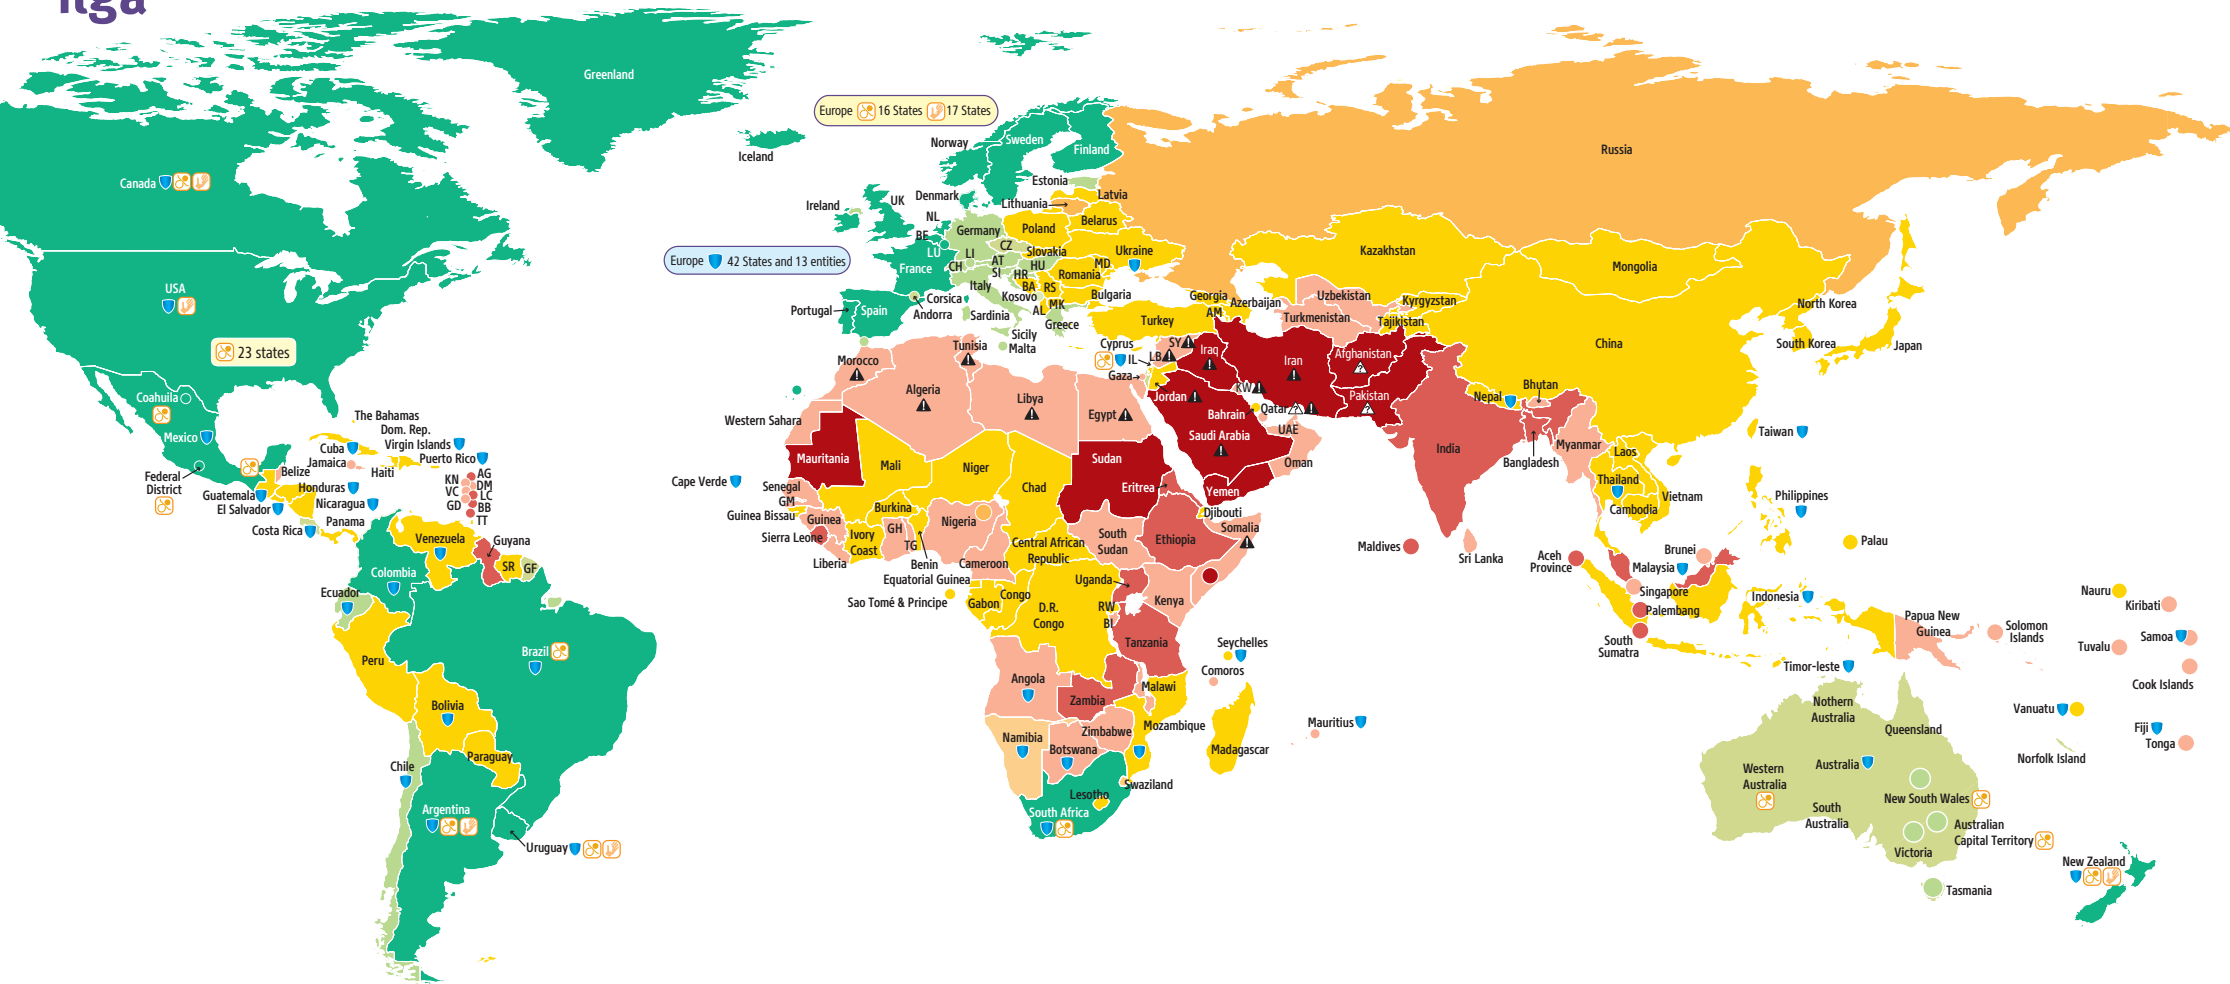 ilga
Greenland
Europe 16 States 17 States
Norway
Sweden
Finland
Iceland
Russia
Estonia
Latvia
Lithuania
Denmark
Ireland
UK
NL
BE
LU
Germany
Poland
Belarus
Canada
Europe 42 States and 13 entities
France
LI
CH
CZ
AT
SI
Slovakia
HU
HR
BA
RS
Ukraine
MD
Romania
Bulgaria
Italy
Kosovo
MK
AL
Greece
Kazakhstan
Mongolia
USA
23 states
Portugal
Spain
Corsica
Andorra
Sardinia
Sicily
Malta
Georgia
AM
Azerbaijan
Turkey
Uzbekistan
Turkmenistan
Kyrgyzstan
Tajikistan
China
North Korea
South Korea
Japan
Morocco
Tunisia
Algeria
Libya
Egypt
Cyprus
IL
Gaza
LB
SY
Iraq
Iran
Afghanistan
Pakistan
Jordan
KW
Bahrain
Qatar
Saudi Arabia
UAE
Oman
Yemen
Nepal
Bhutan
India
Bangladesh
Myanmar
Laos
Thailand
Vietnam
Cambodia
Taiwan
Philippines
Palau
Coahuila
Mexico
Federal
District
The Bahamas
Dom. Rep.
Virgin Islands
Puerto Rico
Cuba
Jamaica
Haiti
Belize
Honduras
Guatemala
El Salvador
Nicaragua
Costa Rica
Panama
AG
KN
DM
VC
LC
GD
BB
TT
Western Sahara
Mauritania
Mali
Niger
Chad
Sudan
Eritrea
Cape Verde
Senegal
GM
Guinea Bissau
Guinea
Sierra Leone
Liberia
Burkina
Ivory
Coast
GH
TG
Benin
Nigeria
Cameroon
Equatorial Guinea
Sao Tomé & Principe
Gabon
Congo
Central African
Republic
South
Sudan
Ethiopia
Djibouti
Somalia
Uganda
Kenya
RW
BI
D.R.
Congo
Tanzania
Venezuela
Guyana
SR
GF
Colombia
Ecuador
Brazil
Peru
Bolivia
Paraguay
Chile
Argentina
Uruguay
Angola
Zambia
Malawi
Namibia
Botswana
Zimbabwe
Mozambique
Madagascar
Swaziland
Lesotho
South Africa
Seychelles
Comoros
Mauritius
Maldives
Sri Lanka
Aceh
Province
Brunei
Malaysia
Singapore
Palembang
South
Sumatra
Indonesia
Timor-leste
Papua New
Guinea
Solomon
Islands
Nauru
Kiribati
Tuvalu
Samoa
Cook Islands
Vanuatu
Fiji
Tonga
Norfolk Island
Nothern
Australia
Queensland
Western
Australia
Australia
South
Australia
New South Wales
Australian
Capital Territory
Victoria
Tasmania
New Zealand